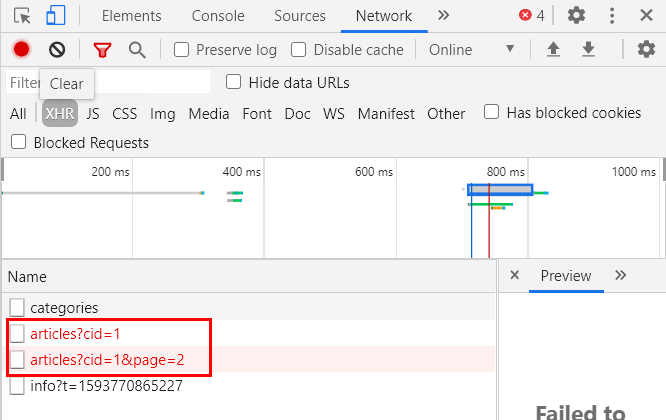 Elements Console Sources Network 4
Preserve log Disable cache Online
Filter Hide data URLs
Clear
All XHR JS CSS Img Media Font Doc WS Manifest Other Has blocked cookies
Blocked Requests
200 ms 400 ms 600 ms 800 ms 1000 ms
Name Preview
categories
articles?cid=1
articles?cid=1&page=2
info?t=1593770865227
Failed to